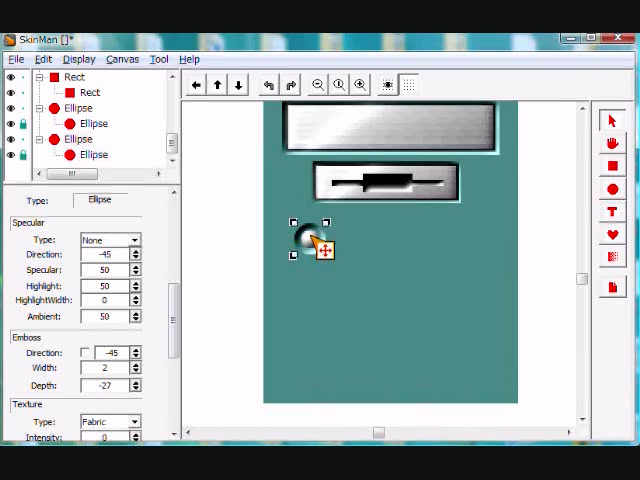 SkinMan []*
File Edit Display Canvas Tool Help
Rect
Rect
Ellipse
Ellipse
Ellipse
Ellipse
Type: Ellipse
Specular
Type: None
Direction: -45
Specular: 50
Highlight: 50
HighlightWidth: 0
Ambient: 50
Emboss
Direction: -45
Width: 2
Depth: -27
Texture
Type: Fabric
Intensity: 0
T